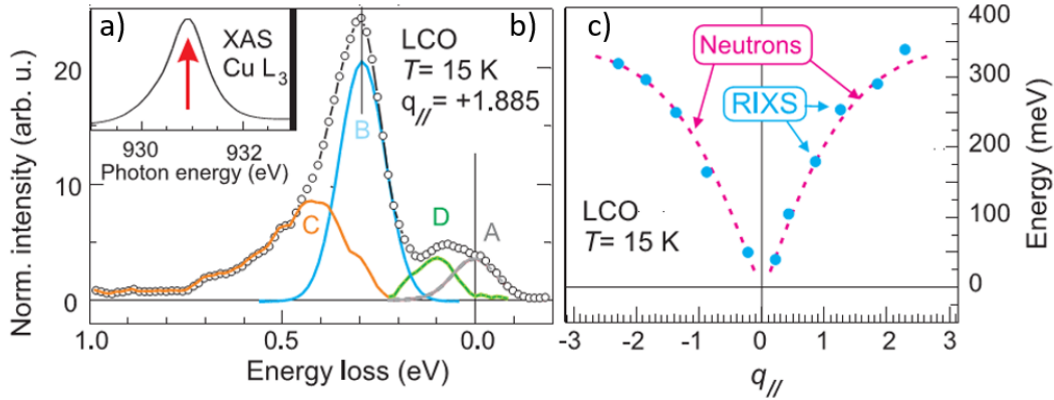 a)
XAS
Cu L₃
930
932
Photon energy (eV)
b)
LCO
T= 15 K
q// = +1.885
B
C
D
A
20
10
0
Norm. intensity (arb. u.)
1.0
0.5
0.0
Energy loss (eV)
c)
Neutrons
RIXS
LCO
T= 15 K
400
300
200
100
0
Energy (meV)
-3
-2
-1
0
1
2
3
q//